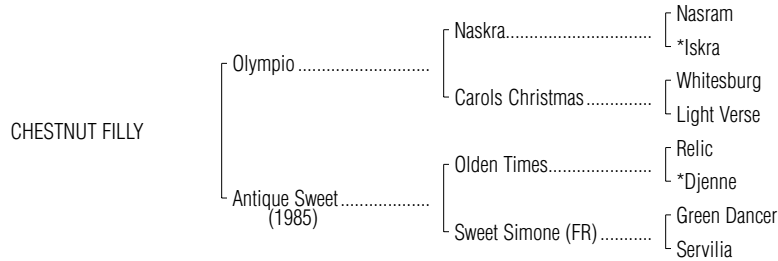 Nasram
Naskra..................................
*Iskra
Olympio ...............................
Whitesburg
Carols Christmas...............
Light Verse
CHESTNUT FILLY
Relic
Olden Times........................
*Djenne
Antique Sweet.....................
(1985)
Green Dancer
Sweet Simone (FR)............
Servilia